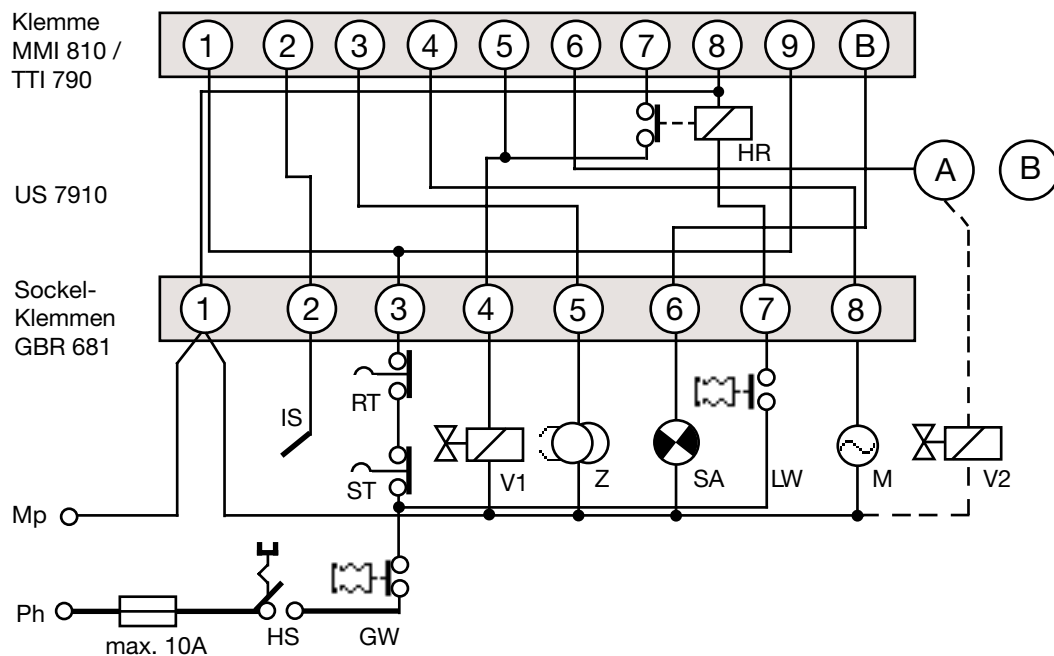 Klemme
MMI 810 /
TTI 790
1 2 3 4 5 6 7 8 9 B
HR
A B
US 7910
Sockel-
Klemmen
GBR 681
1 2 3 4 5 6 7 8
RT
IS
ST V1 Z SA LW M V2
Mp
Ph
max. 10A HS GW